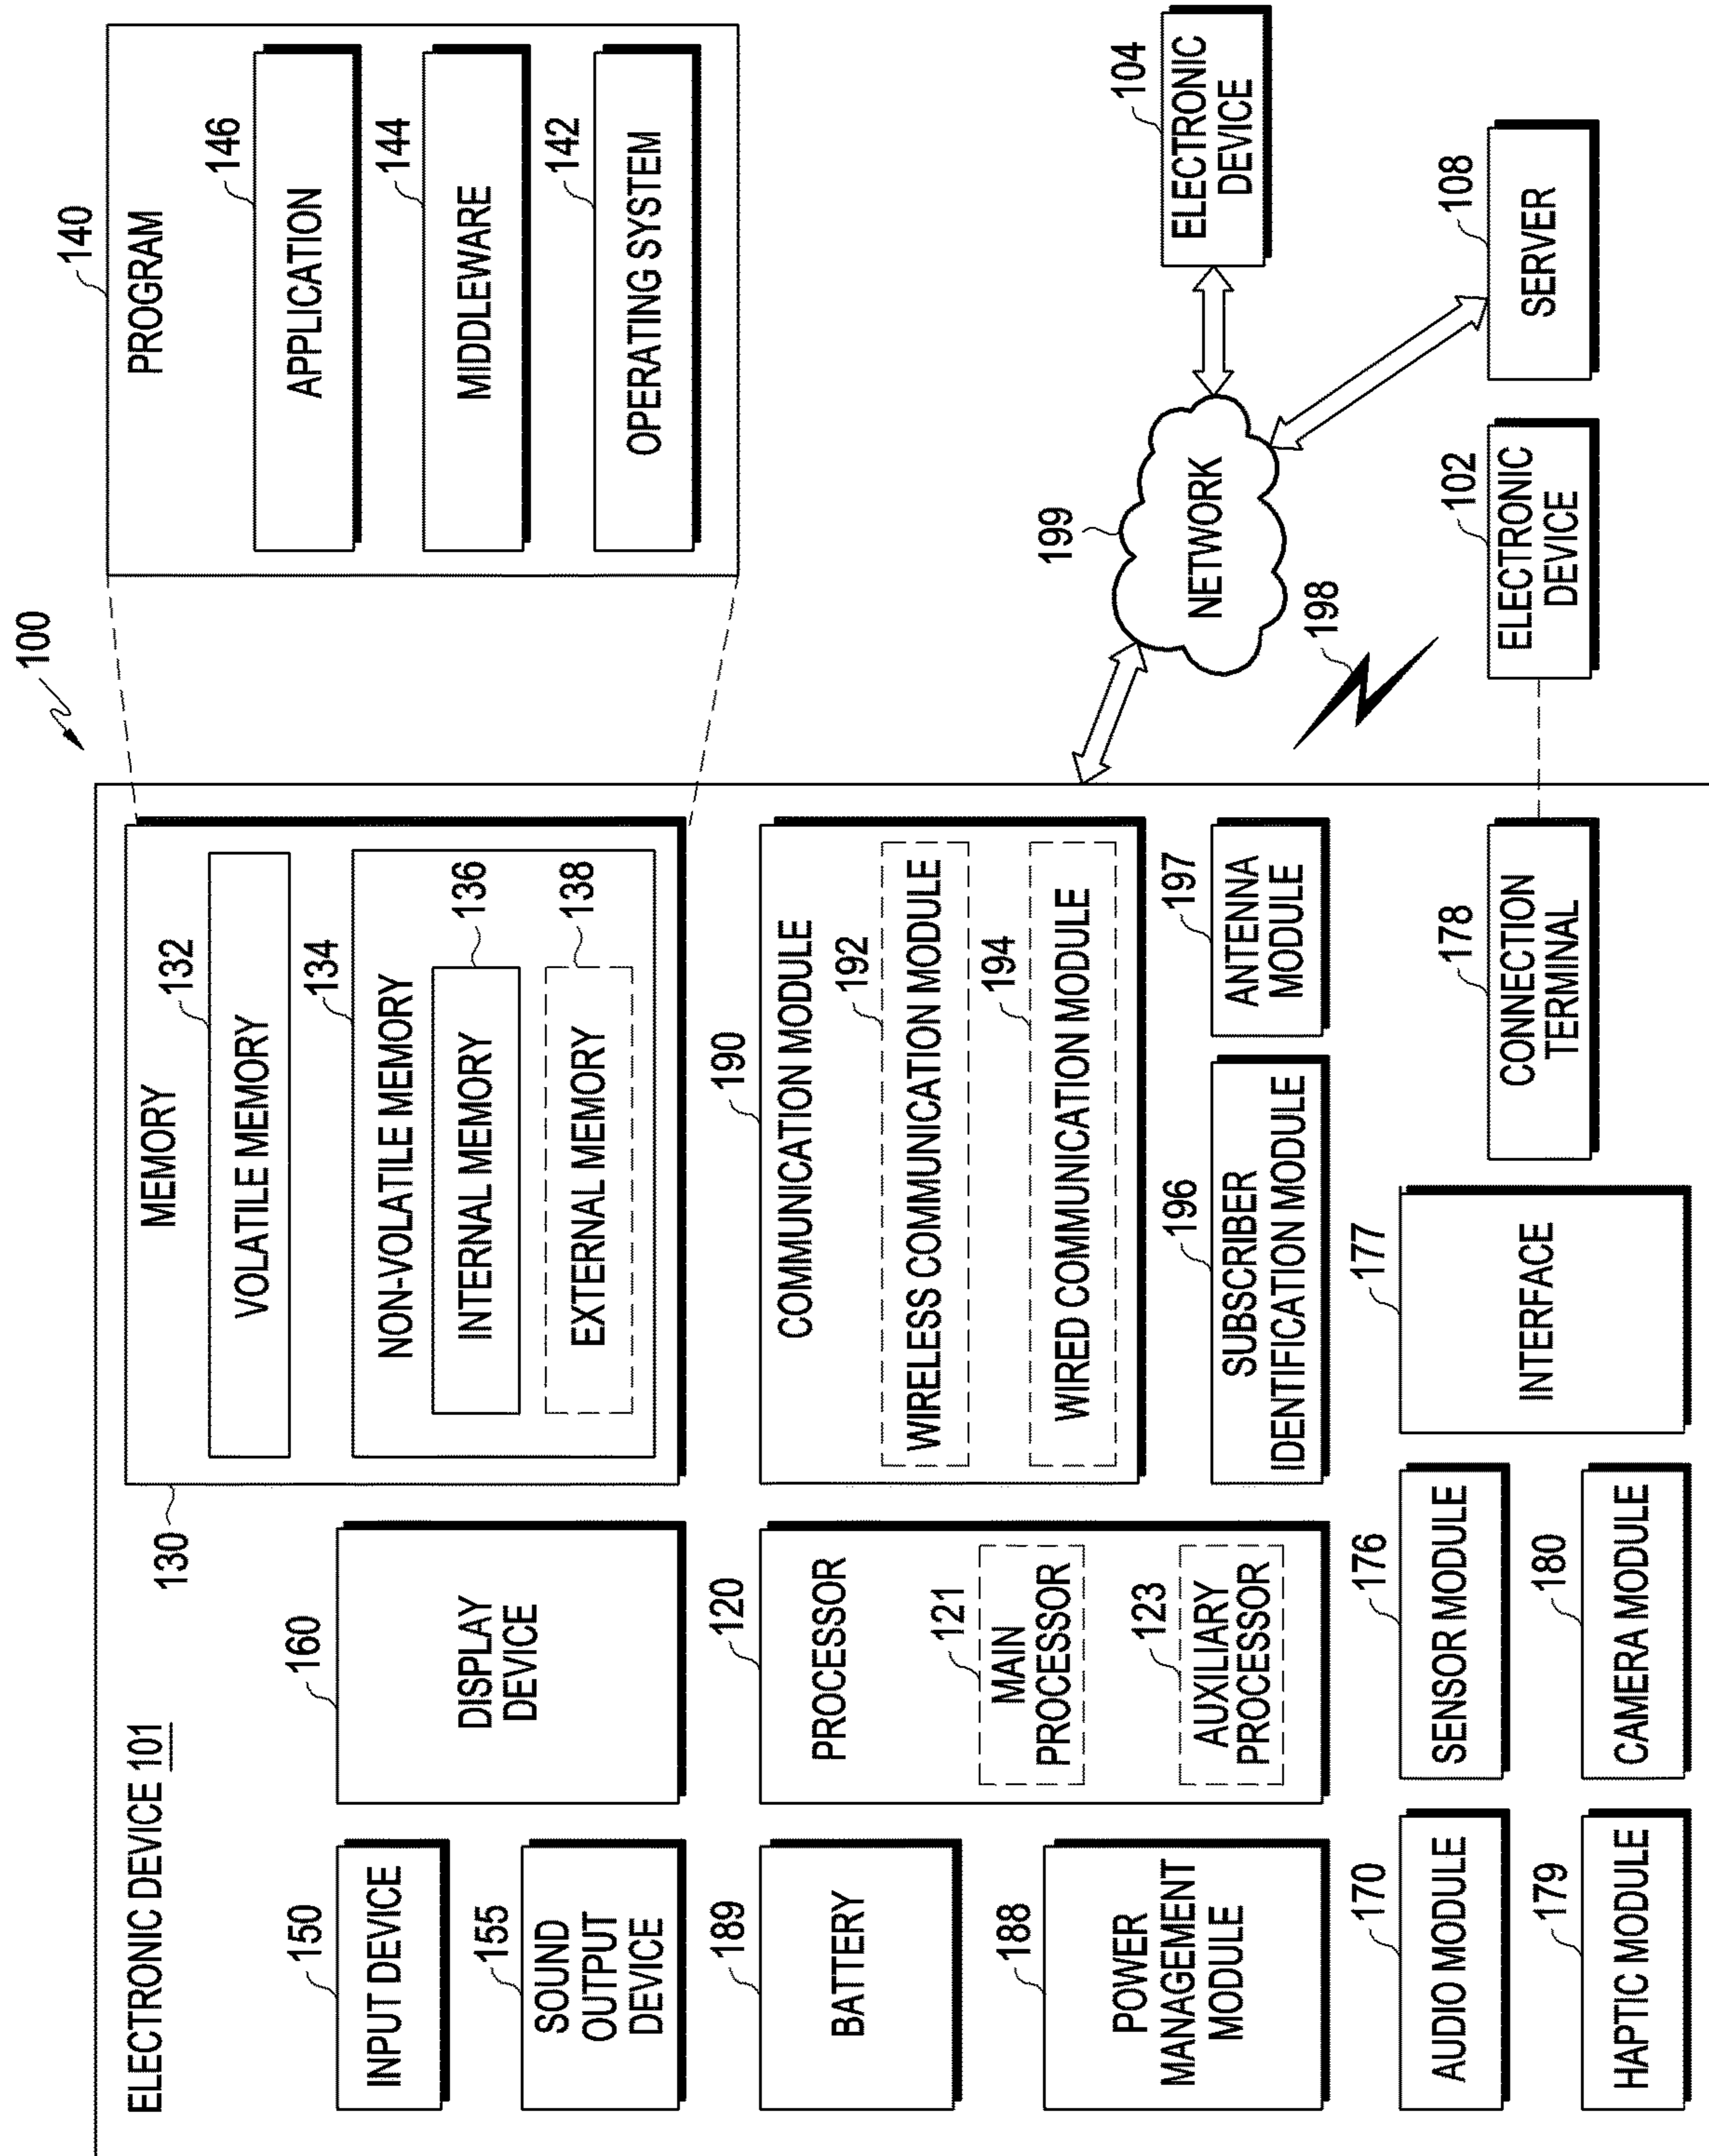 100
ELECTRONIC DEVICE 101
130
MEMORY
132
VOLATILE MEMORY
134
NON-VOLATILE MEMORY
136
INTERNAL MEMORY
138
EXTERNAL MEMORY
140
PROGRAM
146
APPLICATION
144
MIDDLEWARE
142
OPERATING SYSTEM
150
INPUT DEVICE
155
SOUND
OUTPUT
DEVICE
160
DISPLAY
DEVICE
189
BATTERY
188
POWER
MANAGEMENT
MODULE
120
PROCESSOR
121
MAIN
PROCESSOR
123
AUXILIARY
PROCESSOR
190
COMMUNICATION MODULE
192
WIRELESS COMMUNICATION MODULE
194
WIRED COMMUNICATION MODULE
196
SUBSCRIBER
IDENTIFICATION MODULE
197
ANTENNA
MODULE
199
NETWORK
104
ELECTRONIC
DEVICE
198
108
SERVER
170
AUDIO MODULE
176
SENSOR MODULE
177
INTERFACE
178
CONNECTION
TERMINAL
102
ELECTRONIC
DEVICE
179
HAPTIC MODULE
180
CAMERA MODULE